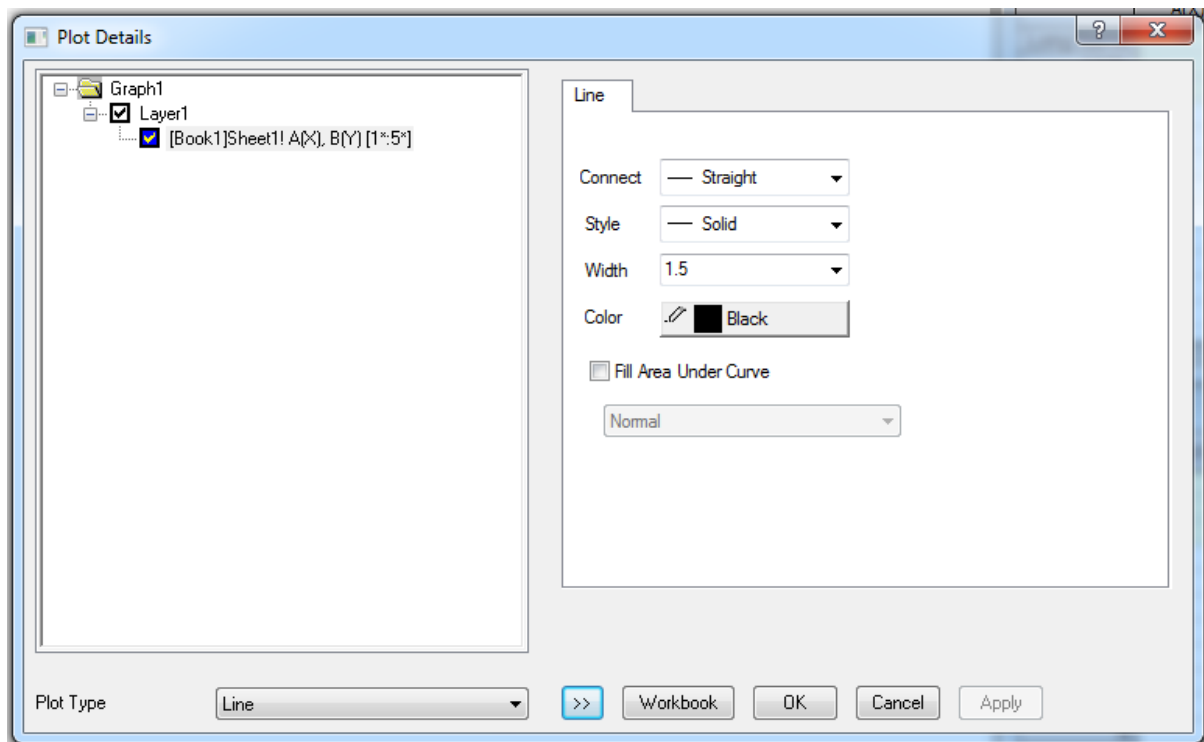 Plot Details
?
X
Graph1
Layer1
[Book1]Sheet1! A(X), B(Y) [1*:5*]
Line
Connect
Straight
Style
Solid
Width
1.5
Color
Black
Fill Area Under Curve
Normal
Plot Type
Line
>>
Workbook
OK
Cancel
Apply